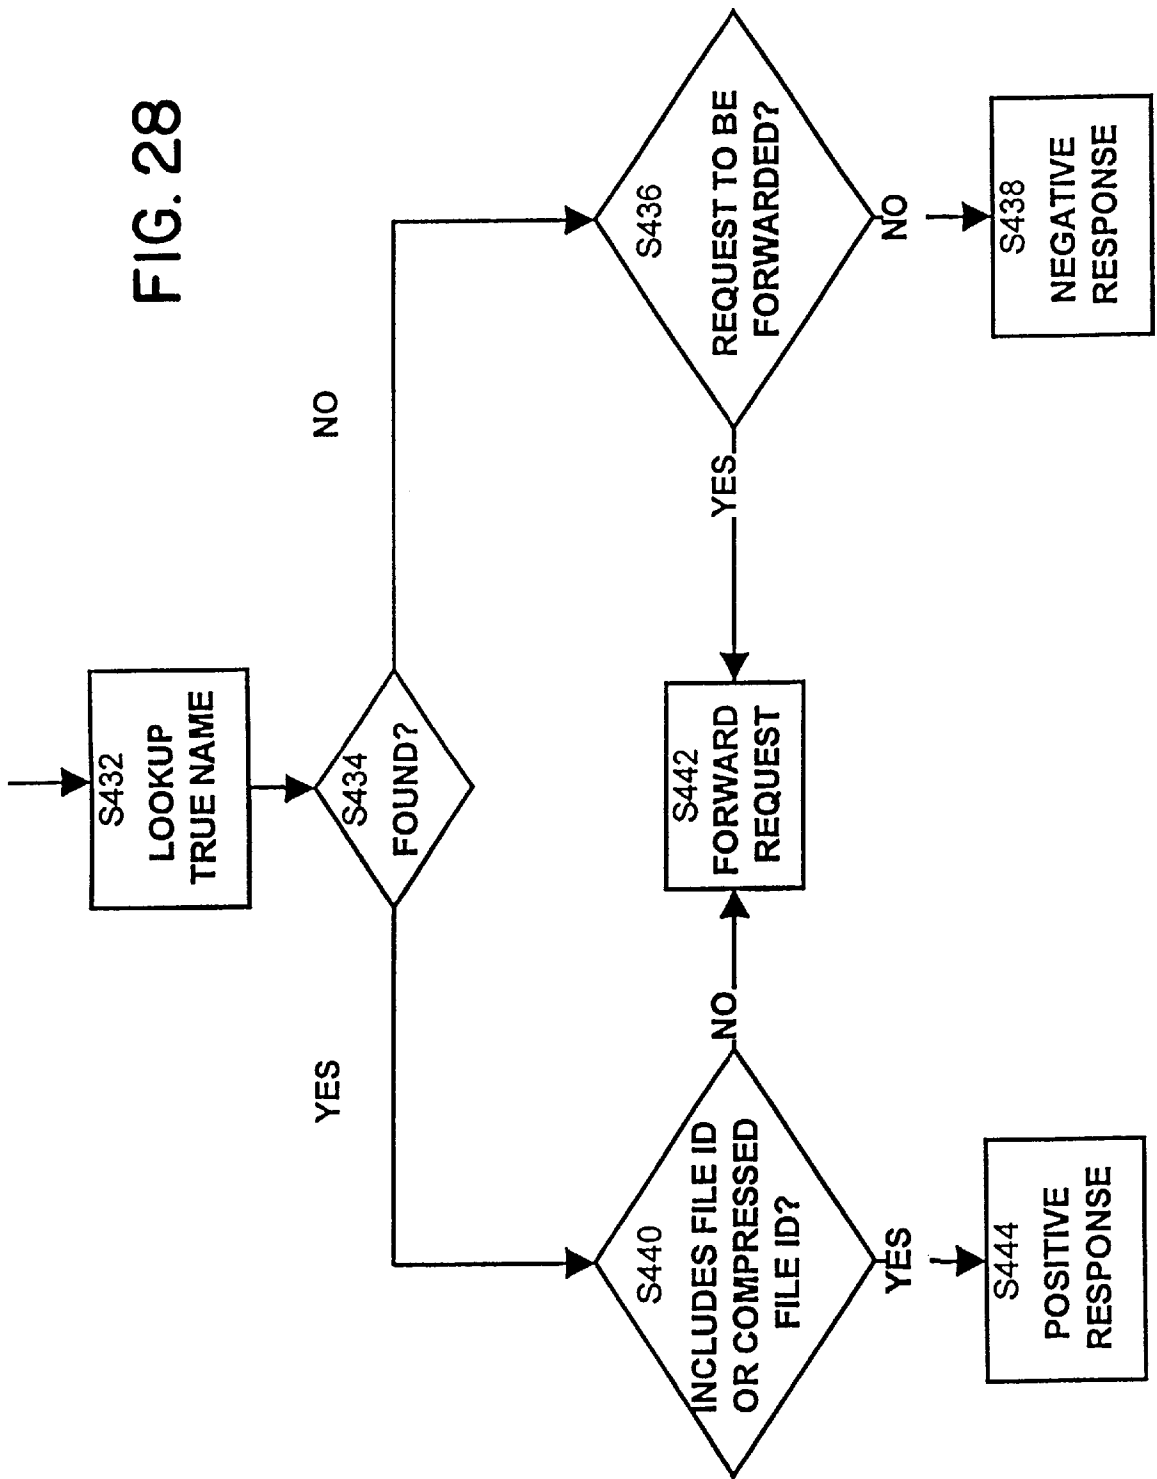 FIG. 28
S432
LOOKUP
TRUE NAME
S434
FOUND?
YES
NO
S440
INCLUDES FILE ID
OR COMPRESSED
FILE ID?
NO
S442
FORWARD
REQUEST
YES
S436
REQUEST TO BE
FORWARDED?
YES
S444
POSITIVE
RESPONSE
NO
S438
NEGATIVE
RESPONSE